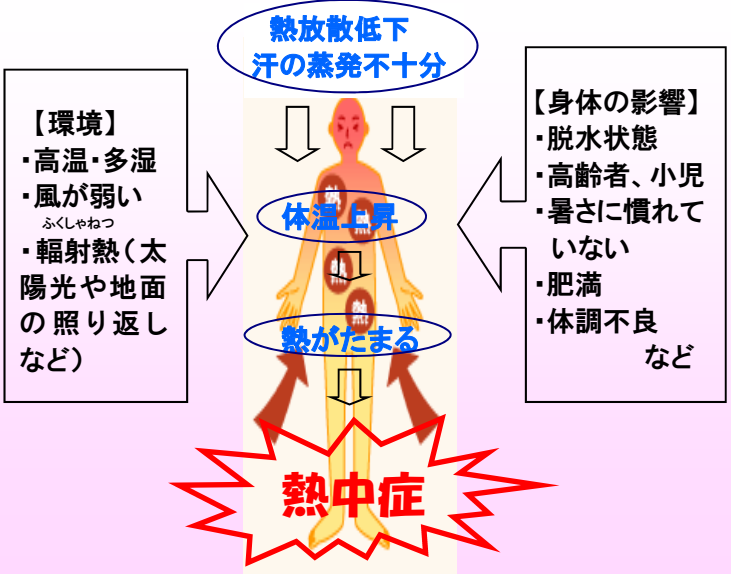 熱放散低下
汗の蒸発不十分
【環境】
・高温・多湿
・風が弱い
ふくしゃねつ
・輻射熱（太
陽光や地面
の照り返し
など）
熱
体温上昇
熱
熱
熱
熱がたまる
【身体の影響】
・脱水状態
・高齢者、小児
・暑さに慣れて
いない
・肥満
・体調不良
など
熱中症